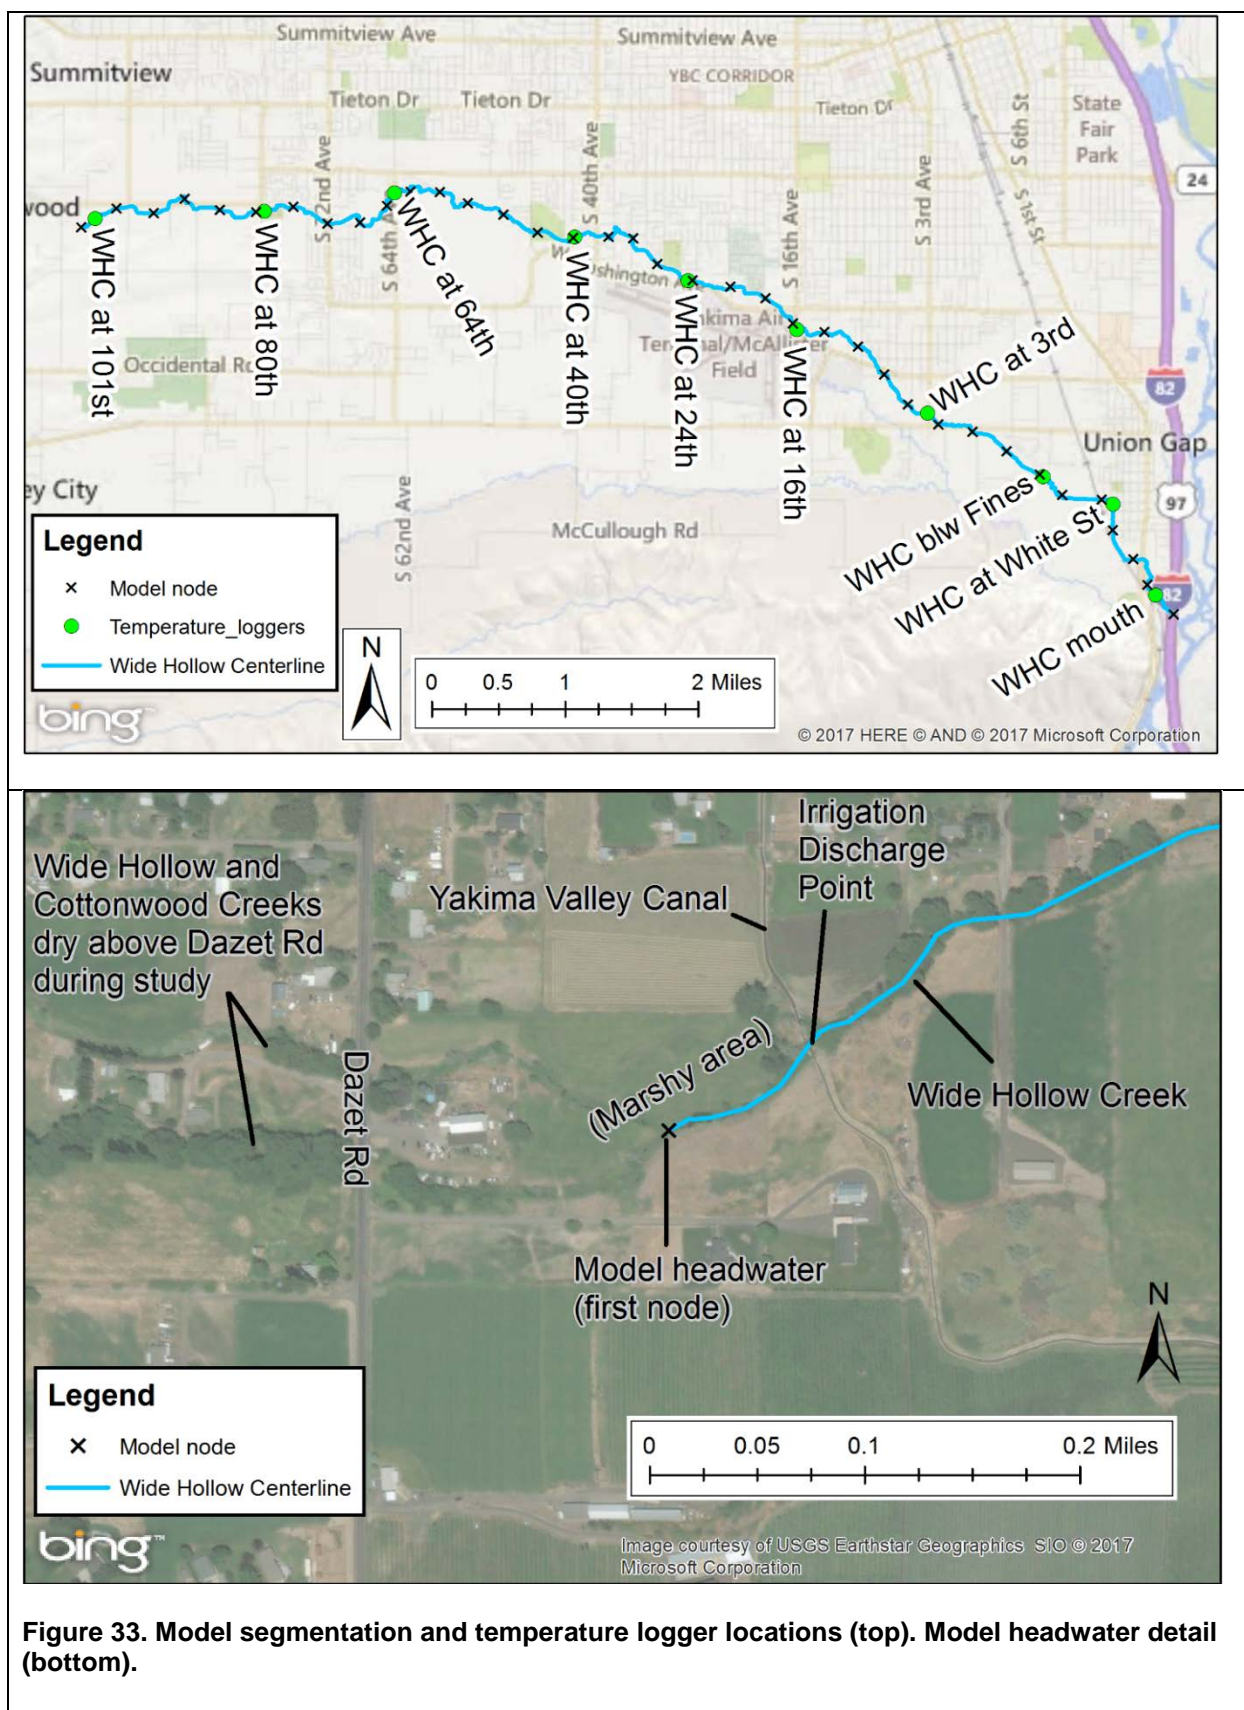 Summitview Ave
Summitview Ave
Summitview
YBC CORRIDOR
Tieton Dr
Tieton Dr
Tieton Dr
S 6th St
State
Fair
Park
24
S 40th Ave
S 3rd Ave
S 1st St
S 16th Ave
wood
S 64th
WHC at 101st
WHC at 80th
WHC at 64th
WHC at 40th
WHC at 24th
WHC at 16th
WHC at 3rd
WHC blw Fines
WHC at White St
WHC mouth
Field
Occidental
82
Union Gap
97
82
ey City
S 62nd Ave
McCullough Rd
Legend
Model node
Temperature_loggers
Wide Hollow Centerline
N
0 0.5 1 2 Miles
bing
© 2017 HERE © AND © 2017 Microsoft Corporation
Irrigation
Discharge
Point
Wide Hollow and
Cottonwood Creeks
dry above Dazet Rd
during study
Yakima Valley Canal
Dazet Rd
(Marshy area)
Wide Hollow Creek
Model headwater
(first node)
N
Legend
Model node
Wide Hollow Centerline
0 0.05 0.1 0.2 Miles
bing™
Image courtesy of USGS Earthstar Geographics SIO © 2017
Microsoft Corporation
Figure 33. Model segmentation and temperature logger locations (top). Model headwater detail
(bottom).